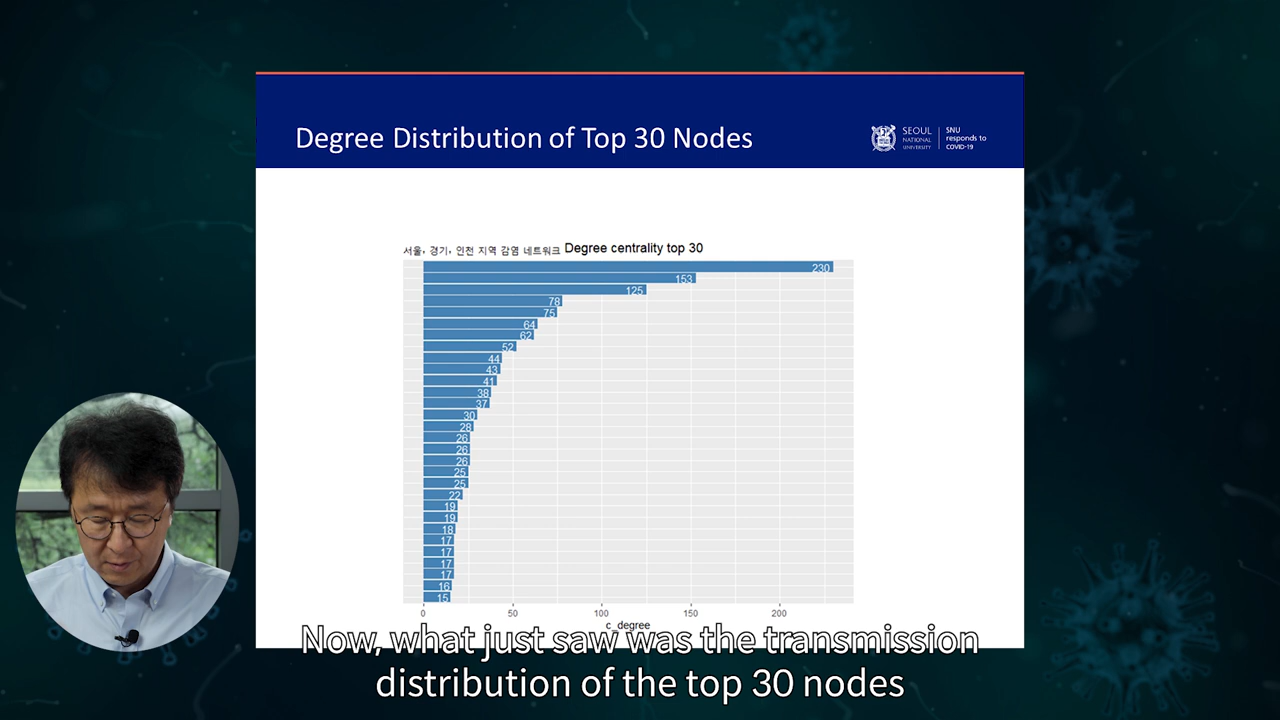 Degree Distribution of Top 30 Nodes
SEOUL
NATIONAL
UNIVERSITY
SNU
responds to
COVID-19
서울, 경기, 인천 지역 감염 네트워크 Degree centrality top 30
230
153
125
78
75
64
62
52
44
43
41
38
37
30
28
26
26
26
25
25
22
19
19
18
17
17
17
17
16
15
0 50 100 150 200
c_degree
Now, what just saw was the transmission
distribution of the top 30 nodes